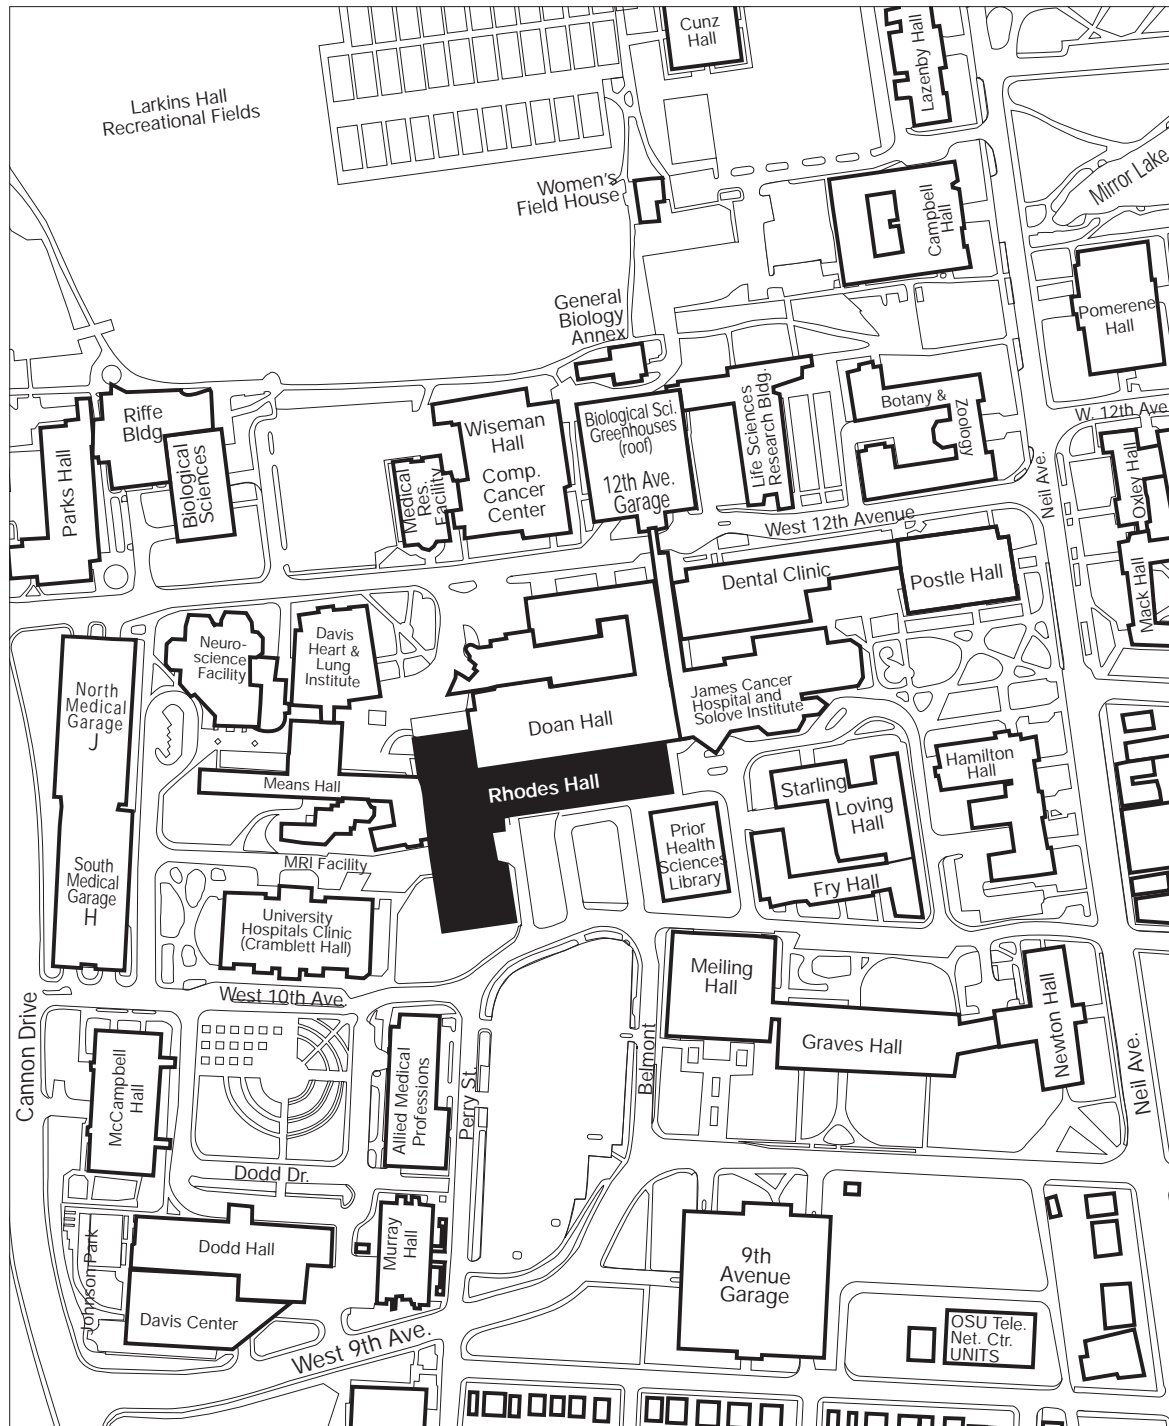 Cunz
Hall
Lazenby Hall
Larkins Hall
Recreational Fields
Mirror Lake
Women's
Field House
Campbell
Hall
General
Biology
Annex
Pomerene
Hall
Riffe
Bldg.
Parks Hall
Biological
Sciences
Wiseman
Hall
Comp.
Cancer
Center
Medical
Res.
Facility
Biological Sci.
Greenhouses
(roof)
12th Ave.
Garage
Life Sciences
Research Bldg.
Botany &
Zoology
W. 12th Ave.
Neil Ave.
Oxley Hall
Mack Hall
West 12th Avenue
Dental Clinic
Postle Hall
Neuro-
science
Facility
Davis
Heart &
Lung
Institute
North
Medical
Garage
J
James Cancer
Hospital and
Solove Institute
Doan Hall
Means Hall
Rhodes Hall
Hamilton
Hall
Starling
Loving
Hall
Prior
Health
Sciences
Library
MRI Facility
South
Medical
Garage
H
Fry Hall
University
Hospitals Clinic
(Cramblett Hall)
Meiling
Hall
West 10th Ave.
Cannon Drive
Newton Hall
Graves Hall
Belmont
Neil Ave.
McCampbell
Hall
Allied Medical
Professions
Perry St.
Dodd Dr.
Johnson Park
Dodd Hall
Murray
Hall
9th
Avenue
Garage
Davis Center
West 9th Ave.
OSU Tele.
Net. Ctr.
UNITS